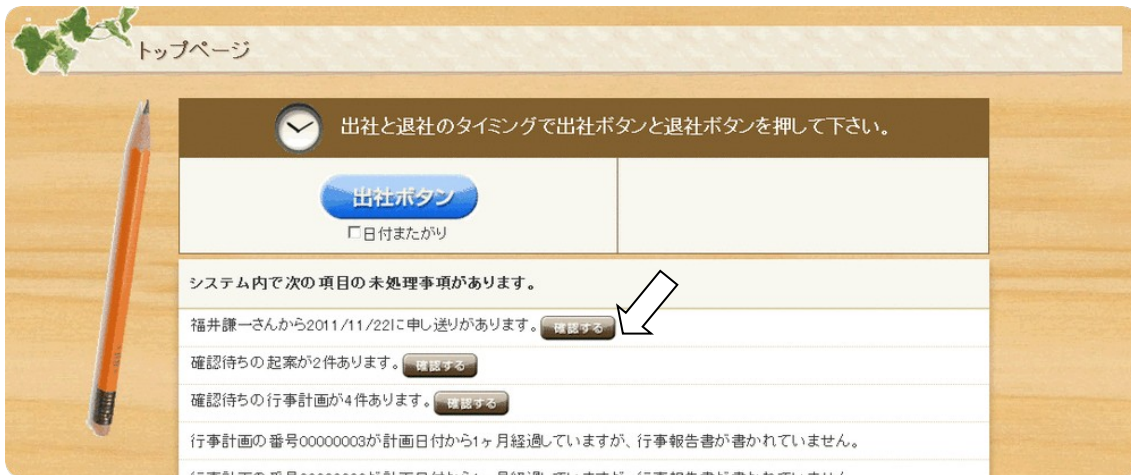 トップページ
出社と退社のタイミングで出社ボタンと退社ボタンを押して下さい。
出社ボタン
日付またがり
システム内で次の項目の未処理事項があります。
福井謙一さんから2011/11/22に申し送りがあります。 確認する
確認待ちの起案が2件あります。 確認する
確認待ちの行事計画が4件あります。 確認する
行事計画の番号00000003が計画日付から1ヶ月経過していますが、行事報告書が書かれていません。